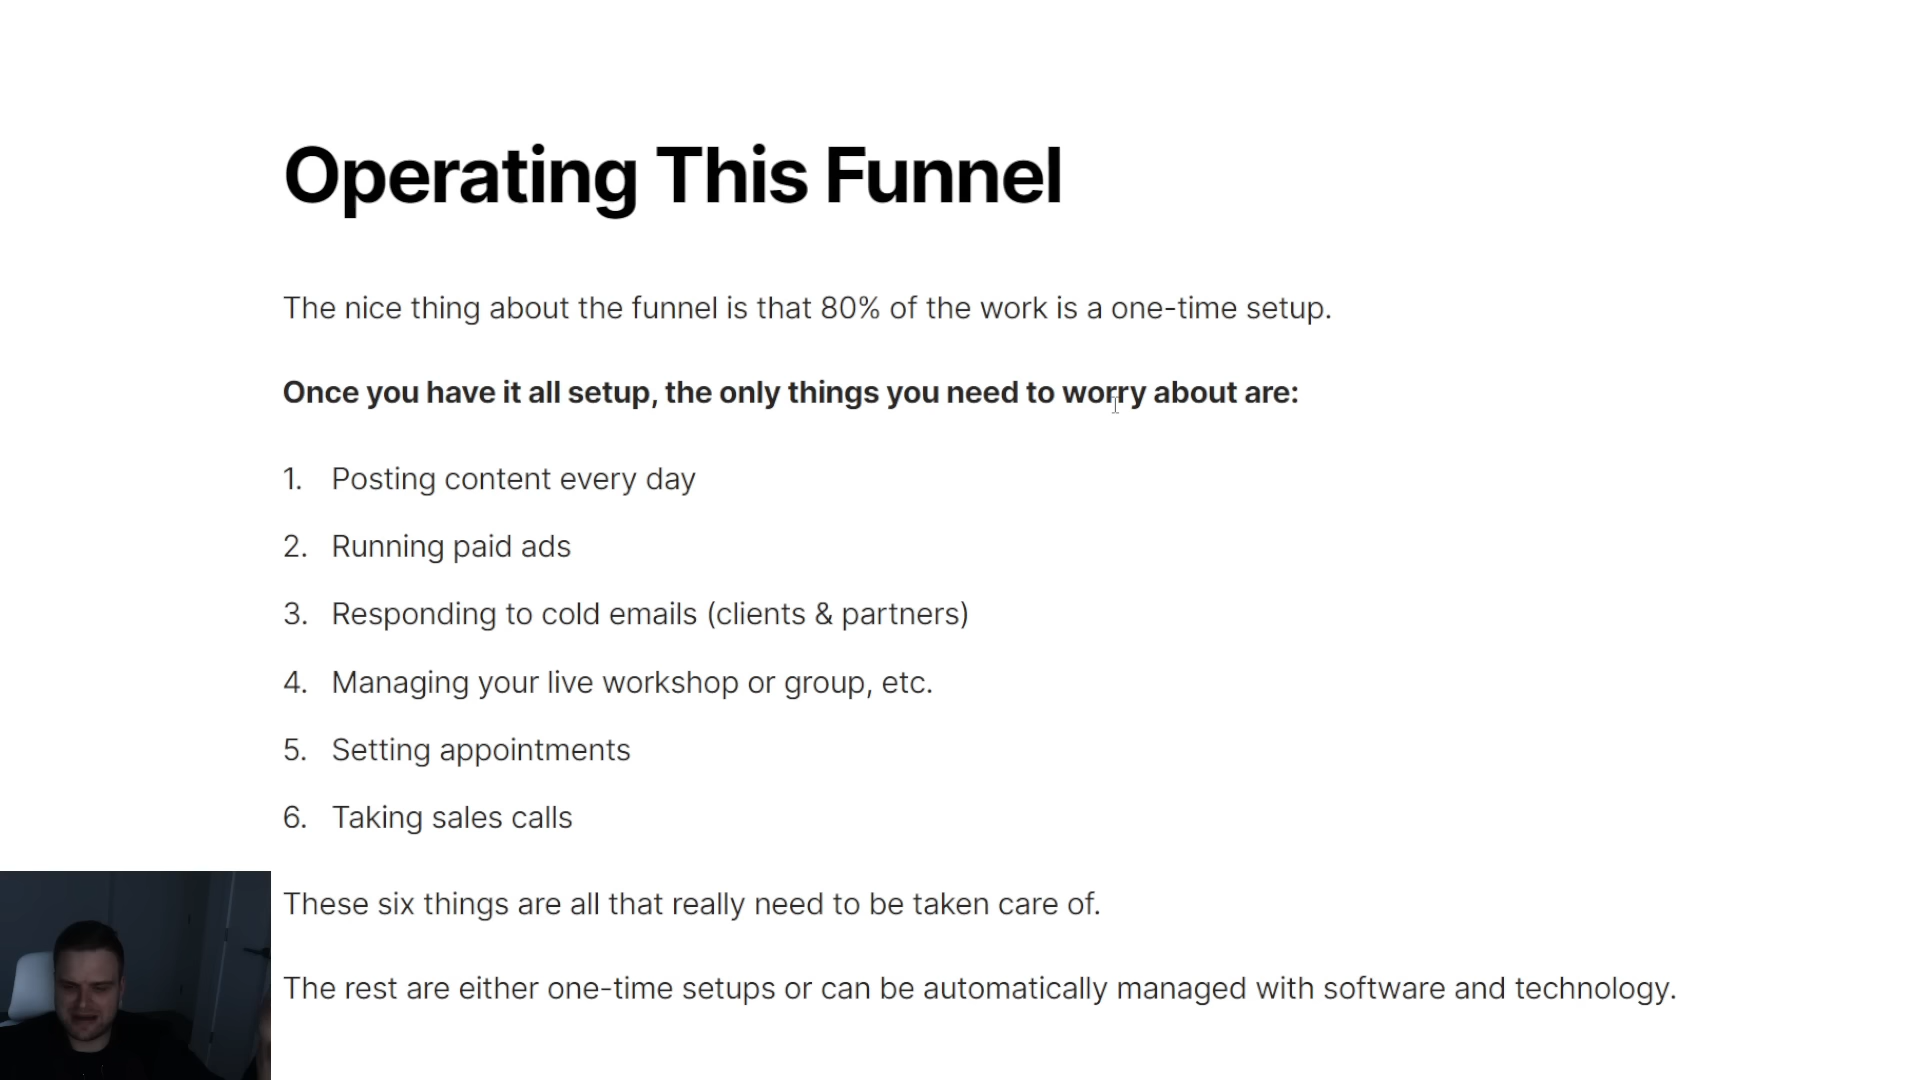 Operating This Funnel
The nice thing about the funnel is that 80% of the work is a one-time setup.
Once you have it all setup, the only things you need to worry about are:
1. Posting content every day
2. Running paid ads
3. Responding to cold emails (clients & partners)
4. Managing your live workshop or group, etc.
5. Setting appointments
6. Taking sales calls
These six things are all that really need to be taken care of.
The rest are either one-time setups or can be automatically managed with software and technology.